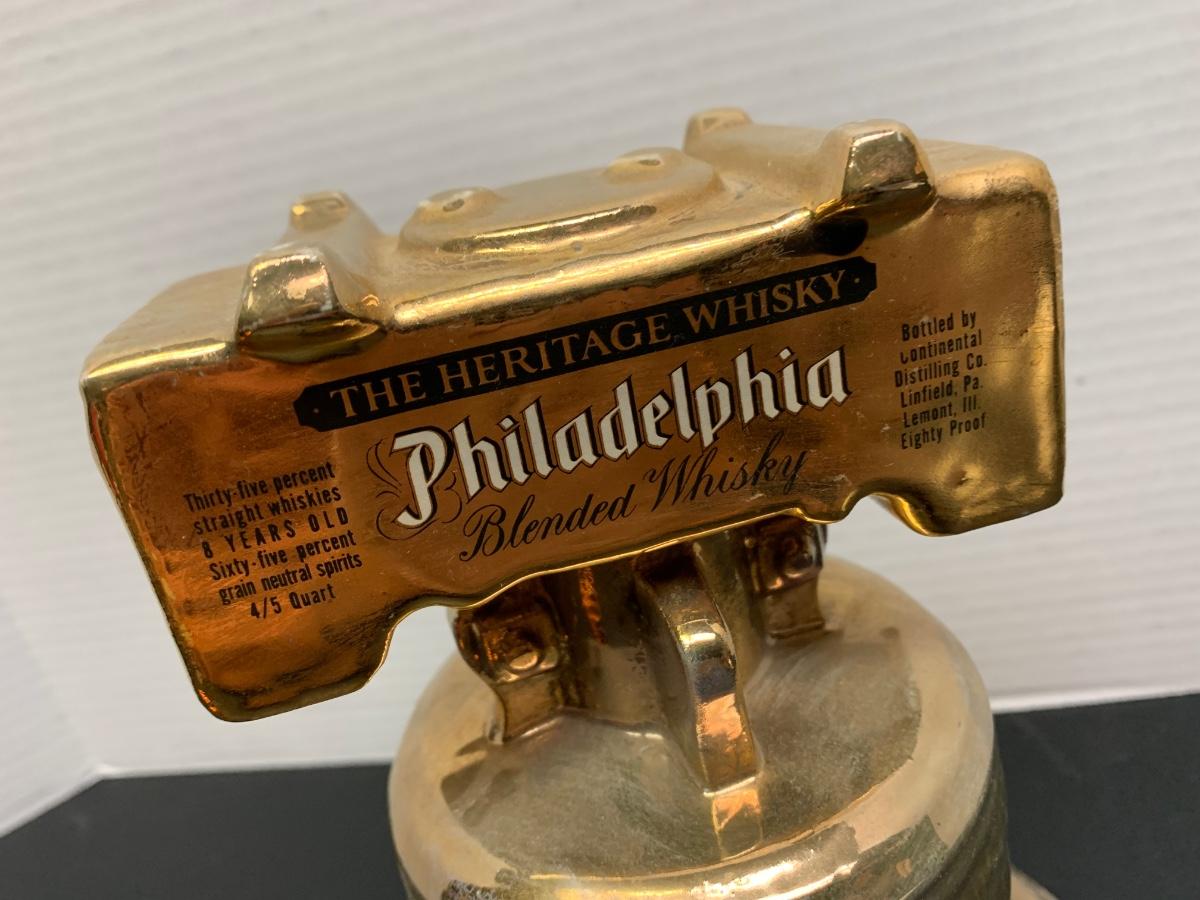 THE HERITAGE WHISKY
Philadelphia
Blended Whisky
Thirty-five percent
straight whiskies
8 YEARS OLD
Sixty-five percent
grain neutral spirits
4/5 Quart
Bottled by
Continental
Distilling Co.
Linfield, Pa.
Lemont, Ill.
Eighty Proof